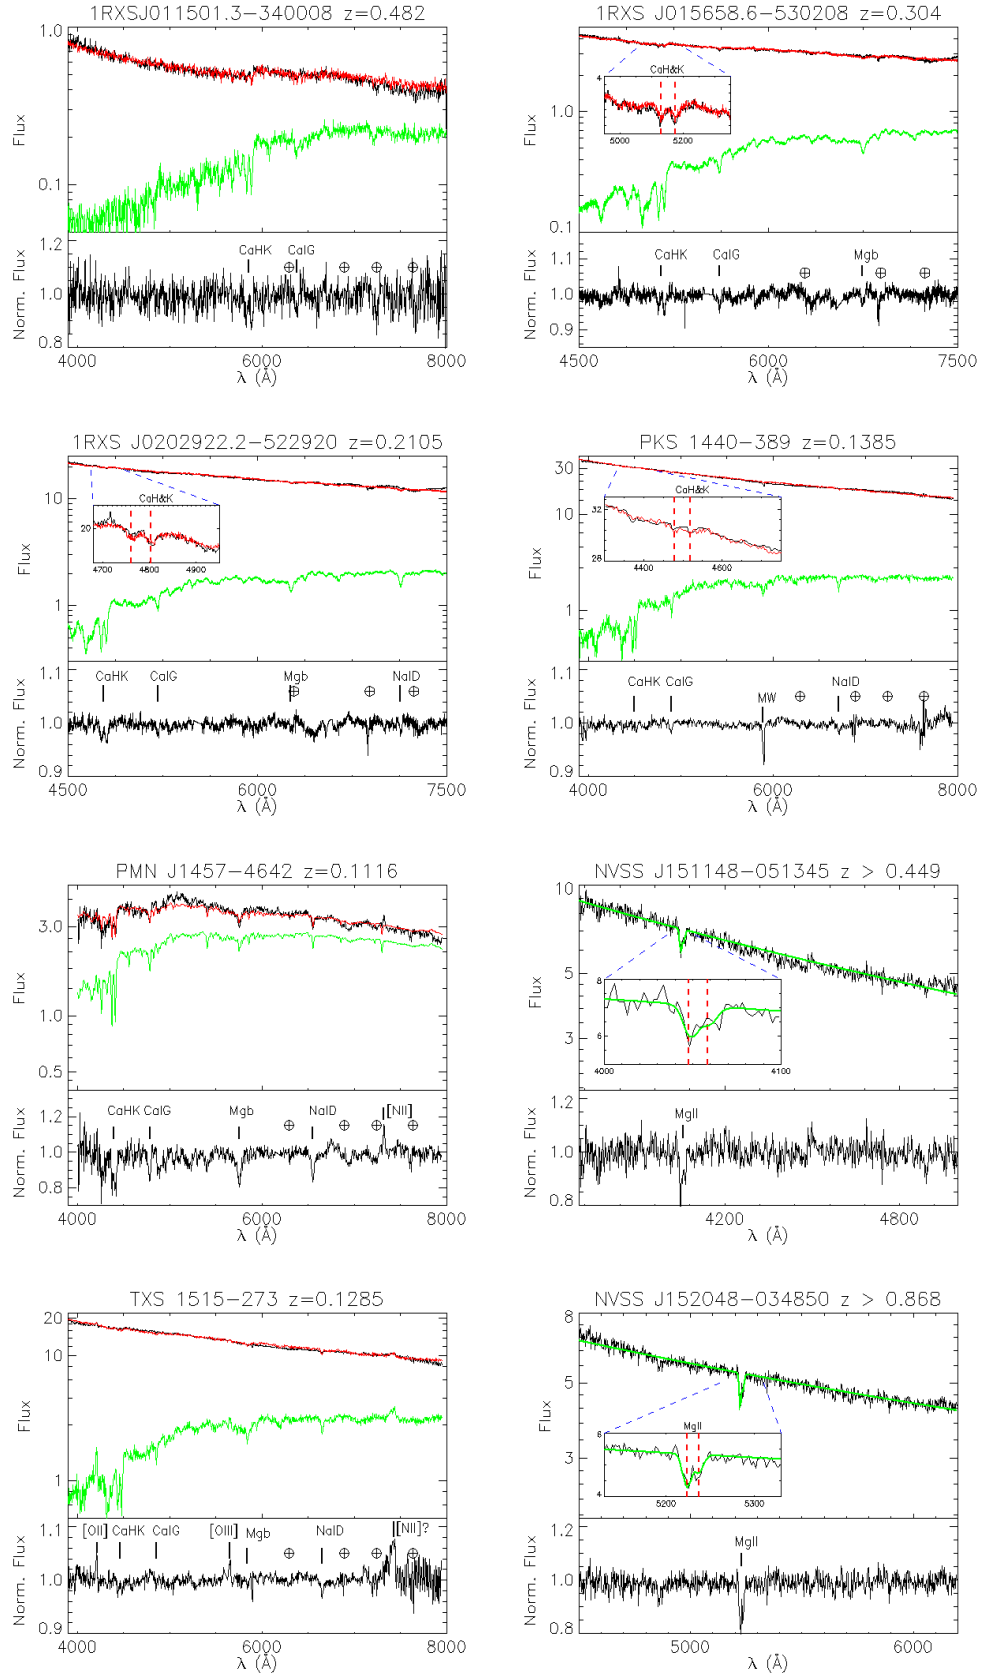 1RXSJ011501.3−340008 z=0.482
1.0
0.1
Flux
CaHK
CaIG
1.2
1.0
0.8
Norm. Flux
4000
6000
8000
λ (Å)
1RXS J015658.6−530208 z=0.304
1.0
0.1
Flux
CaH&K
4
5000
5200
CaHK
CaIG
Mgb
1.1
1.0
0.9
Norm. Flux
4500
6000
7500
λ (Å)
1RXS J0202922.2−522920 z=0.2105
10
1
Flux
CaH&K
20
4700
4800
4900
CaHK
CaIG
Mgb
NaID
1.1
1.0
0.9
Norm. Flux
4500
6000
7500
λ (Å)
PKS 1440−389 z=0.1385
30
10
1
Flux
CaH&K
32
30
28
4400
4600
CaHK
CaIG
MW
NaID
1.1
1.0
0.9
Norm. Flux
4000
6000
8000
λ (Å)
PMN J1457−4642 z=0.1116
3.0
1.0
0.5
Flux
CaHK
CaIG
Mgb
NaID
[NII]
1.2
1.0
0.8
Norm. Flux
4000
6000
8000
λ (Å)
NVSS J151148−051345 z > 0.449
10
5
3
Flux
8
6
4
4000
4100
MgII
1.2
1.0
0.8
Norm. Flux
4200
4800
λ (Å)
TXS 1515−273 z=0.1285
20
10
1
Flux
[OII]
CaHK
CaIG
[OIII]
Mgb
NaID
[NII]?
1.1
1.0
0.9
Norm. Flux
4000
6000
8000
λ (Å)
NVSS J152048−034850 z > 0.868
8
5
3
Flux
MgII
6
4
5200
5300
MgII
1.2
1.0
0.8
Norm. Flux
5000
6000
λ (Å)